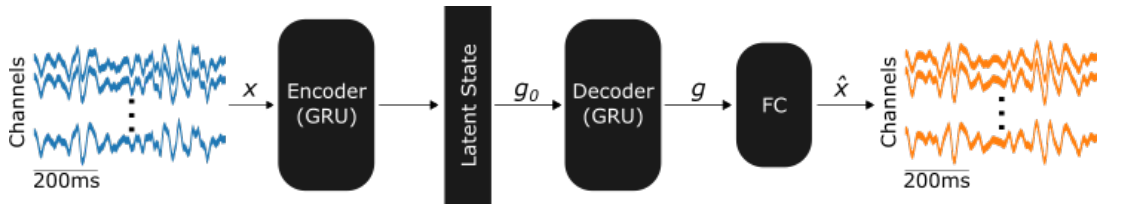 Channels
200ms
x
Encoder
(GRU)
Latent State
g₀
Decoder
(GRU)
g
FC
x̂
Channels
200ms